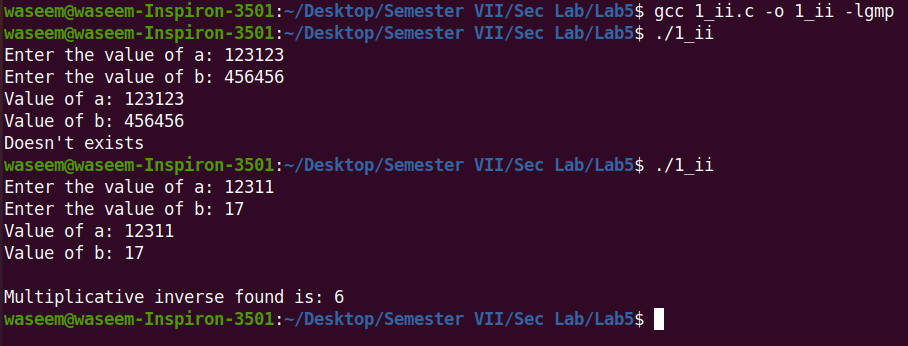 waseem@waseem-Inspiron-3501:~/Desktop/Semester VII/Sec Lab/Lab5$ gcc 1_ii.c -o 1_ii -lgmp
waseem@waseem-Inspiron-3501:~/Desktop/Semester VII/Sec Lab/Lab5$ ./1_ii
Enter the value of a: 123123
Enter the value of b: 456456
Value of a: 123123
Value of b: 456456
Doesn't exists
waseem@waseem-Inspiron-3501:~/Desktop/Semester VII/Sec Lab/Lab5$ ./1_ii
Enter the value of a: 12311
Enter the value of b: 17
Value of a: 12311
Value of b: 17
Multiplicative inverse found is: 6
waseem@waseem-Inspiron-3501:~/Desktop/Semester VII/Sec Lab/Lab5$